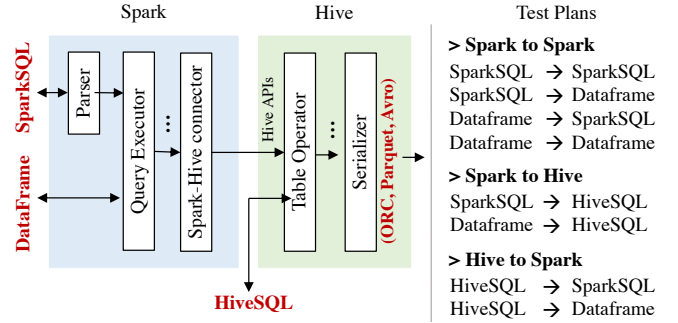 Spark
Hive
Test Plans
SparkSQL
DataFrame
Parser
Query Executor
...
Spark-Hive connector
Hive APIs
Table Operator
...
Serializer
(ORC, Parquet, Avro)
HiveSQL
> Spark to Spark
SparkSQL → SparkSQL
SparkSQL → Dataframe
Dataframe → SparkSQL
Dataframe → Dataframe
> Spark to Hive
SparkSQL → HiveSQL
Dataframe → HiveSQL
> Hive to Spark
HiveSQL → SparkSQL
HiveSQL → Dataframe